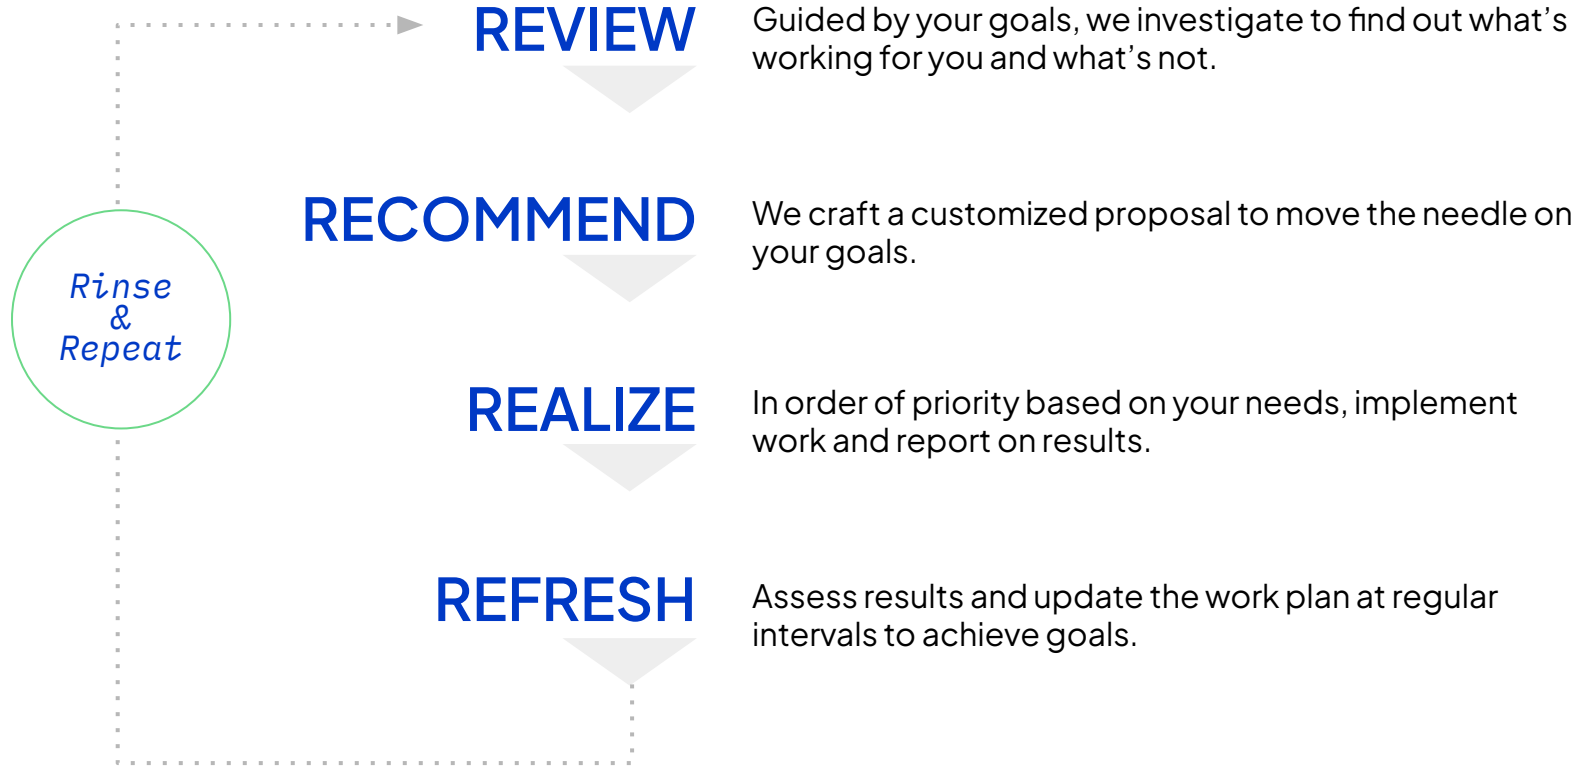 REVIEW
Guided by your goals, we investigate to find out what’s
working for you and what’s not.
RECOMMEND
We craft a customized proposal to move the needle on
your goals.
Rinse
&
Repeat
REALIZE
In order of priority based on your needs, implement
work and report on results.
REFRESH
Assess results and update the work plan at regular
intervals to achieve goals.